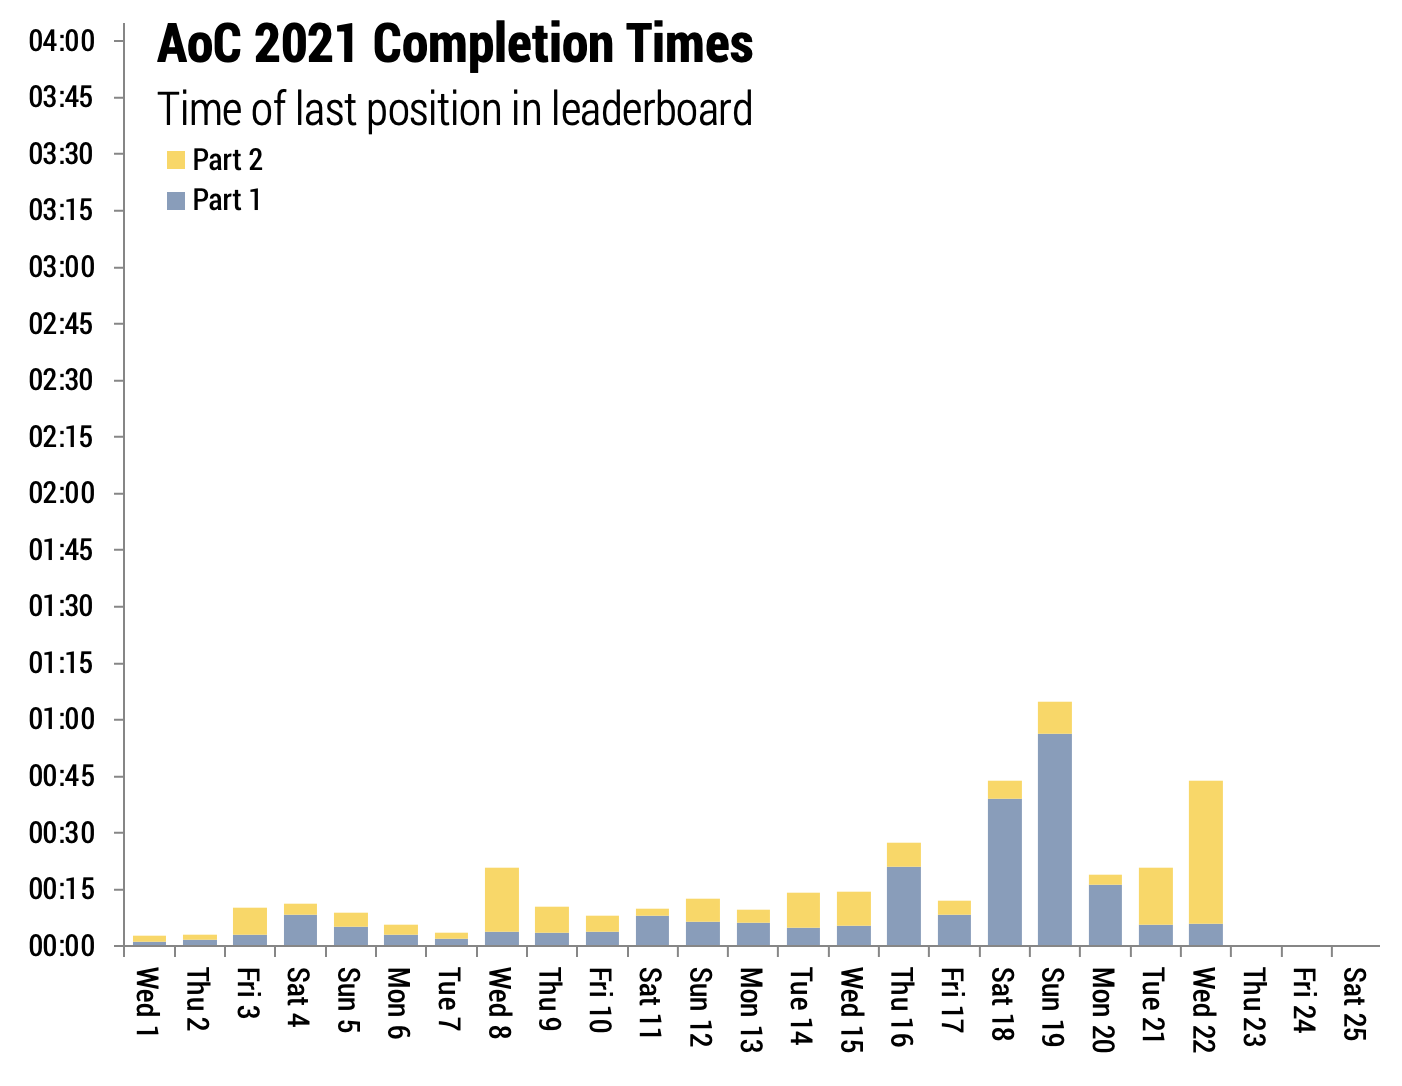 AoC 2021 Completion Times
Time of last position in leaderboard
Part 2
Part 1
04:00
03:45
03:30
03:15
03:00
02:45
02:30
02:15
02:00
01:45
01:30
01:15
01:00
00:45
00:30
00:15
00:00
Wed 1
Thu 2
Fri 3
Sat 4
Sun 5
Mon 6
Tue 7
Wed 8
Thu 9
Fri 10
Sat 11
Sun 12
Mon 13
Tue 14
Wed 15
Thu 16
Fri 17
Sat 18
Sun 19
Mon 20
Tue 21
Wed 22
Thu 23
Fri 24
Sat 25